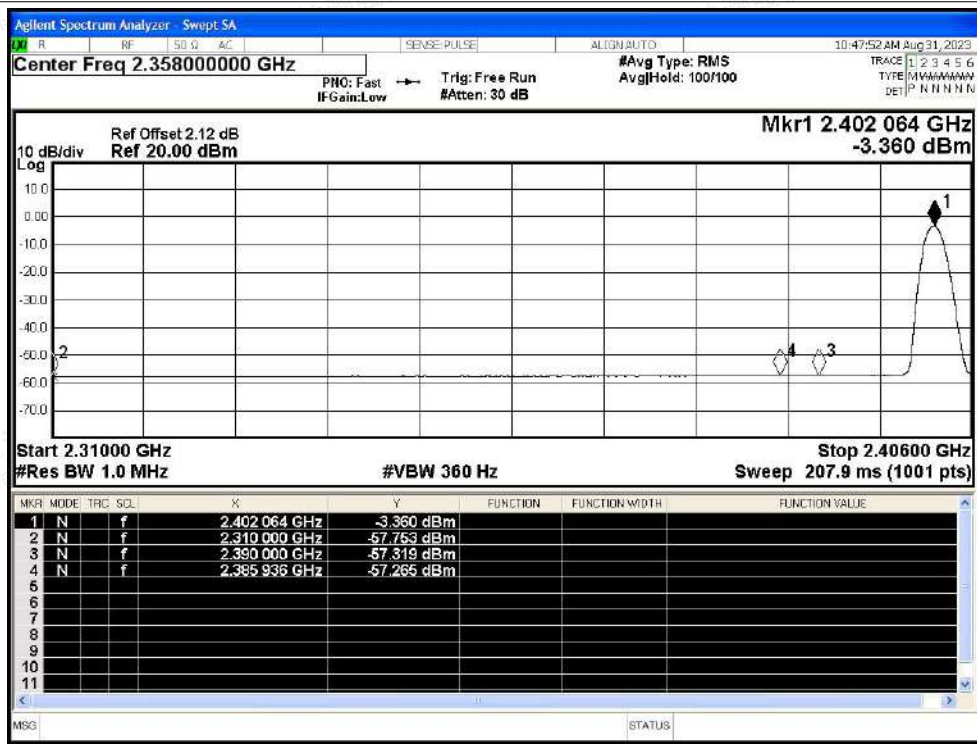 Agilent Spectrum Analyzer - Swept SA
LXI R RF 50 Ω AC SENSE:PULSE ALIGNAUTO 10:47:52 AM Aug 31, 2023
Center Freq 2.358000000 GHz #Avg Type: RMS TRACE 1 2 3 4 5 6
PNO: Fast Trig: Free Run Avg|Hold: 100/100 TYPE M
IFGain:Low #Atten: 30 dB DET P N N N N N
Mkr1 2.402 064 GHz
Ref Offset 2.12 dB
10 dB/div Ref 20.00 dBm -3.360 dBm
Log
10.0
1
0.00
-10.0
-20.0
-30.0
-40.0
-50.0 2 4 3
-60.0
-70.0
Start 2.31000 GHz Stop 2.40600 GHz
#Res BW 1.0 MHz #VBW 360 Hz Sweep 207.9 ms (1001 pts)
MKR MODE TRC SCL X Y FUNCTION FUNCTION WIDTH FUNCTION VALUE
1 N f 2.402 064 GHz -3.360 dBm
2 N f 2.310 000 GHz -57.753 dBm
3 N f 2.390 000 GHz -57.319 dBm
4 N f 2.385 936 GHz -57.265 dBm
5
6
7
8
9
10
11
MSG STATUS